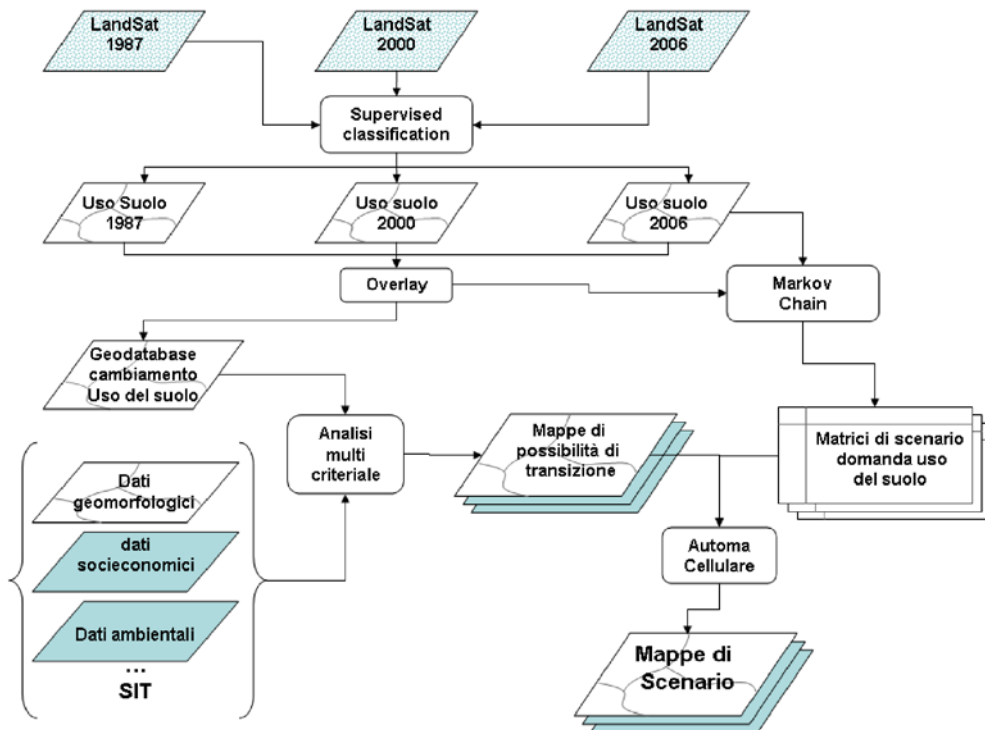 LandSat
1987
LandSat
2000
LandSat
2006
Supervised
classification
Uso Suolo
1987
Uso suolo
2000
Uso suolo
2006
Overlay
Markov
Chain
Geodatabase
cambiamento
Uso del suolo
Analisi
multi
criteriale
Mappe di
possibilità di
transizione
Matrici di scenario
domanda uso
del suolo
Dati
geomorfologici
dati
socieconomici
Dati ambientali
...
SIT
Automa
Cellulare
Mappe di
Scenario